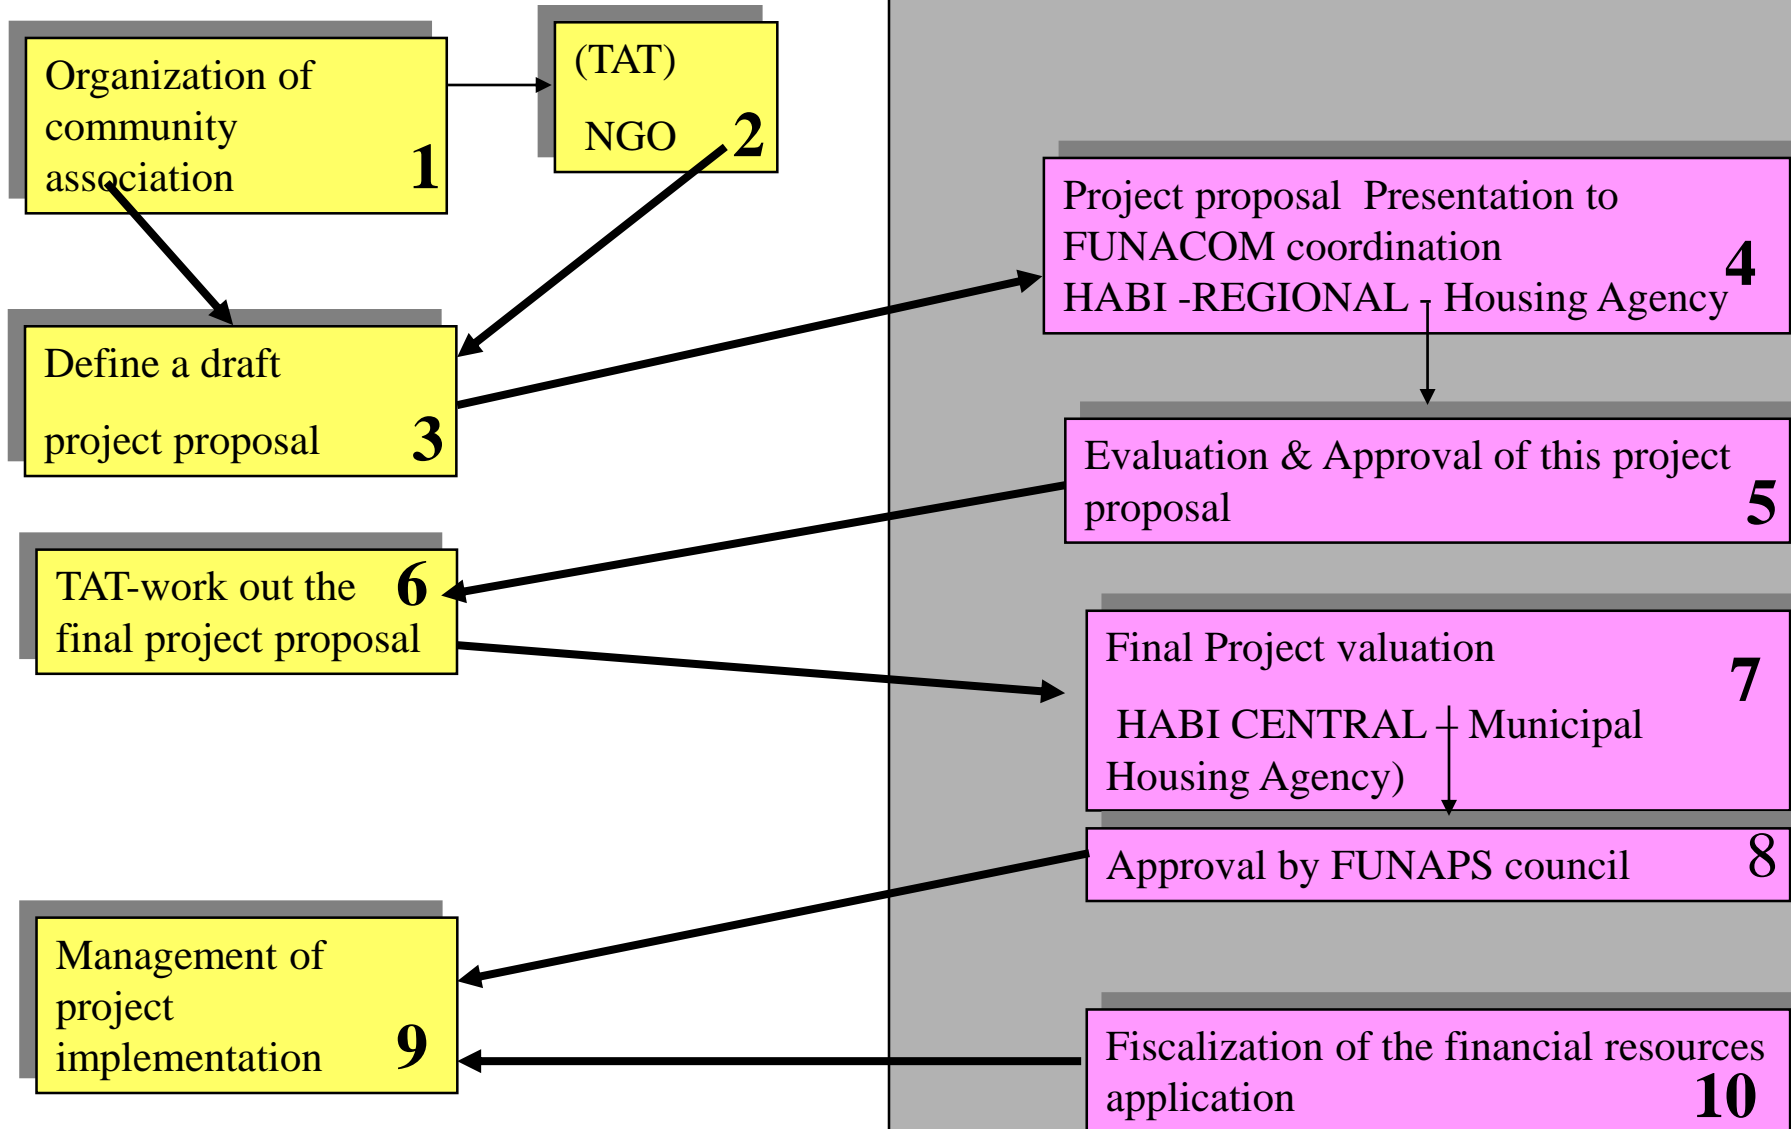 Organization of
community
association
1
(TAT)
NGO
2
Define a draft
project proposal
3
Project proposal  Presentation to
FUNACOM coordination
HABI -REGIONAL - Housing Agency
4
Evaluation & Approval of this project
proposal
5
TAT-work out the
final project proposal
6
Final Project valuation
HABI CENTRAL – Municipal
Housing Agency)
7
Approval by FUNAPS council
8
Management of
project
implementation
9
Fiscalization of the financial resources
application
10